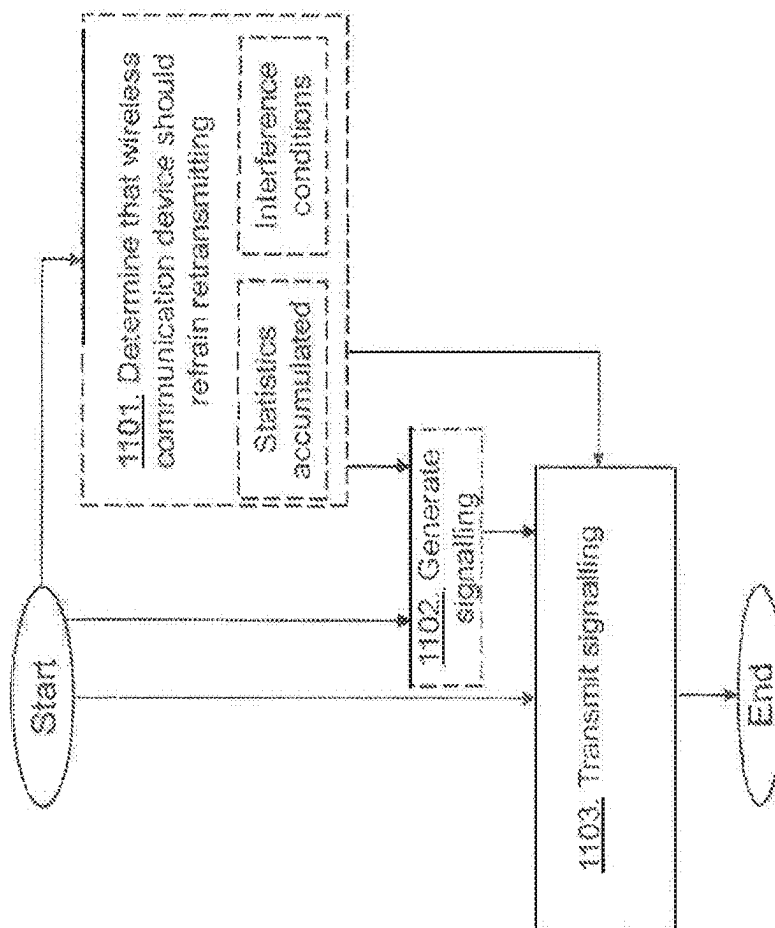 Start
1101. Determine that wireless
communication device should
refrain retransmitting
Statistics
accumulated
Interference
conditions
1102. Generate
signalling
1103. Transmit signalling
End